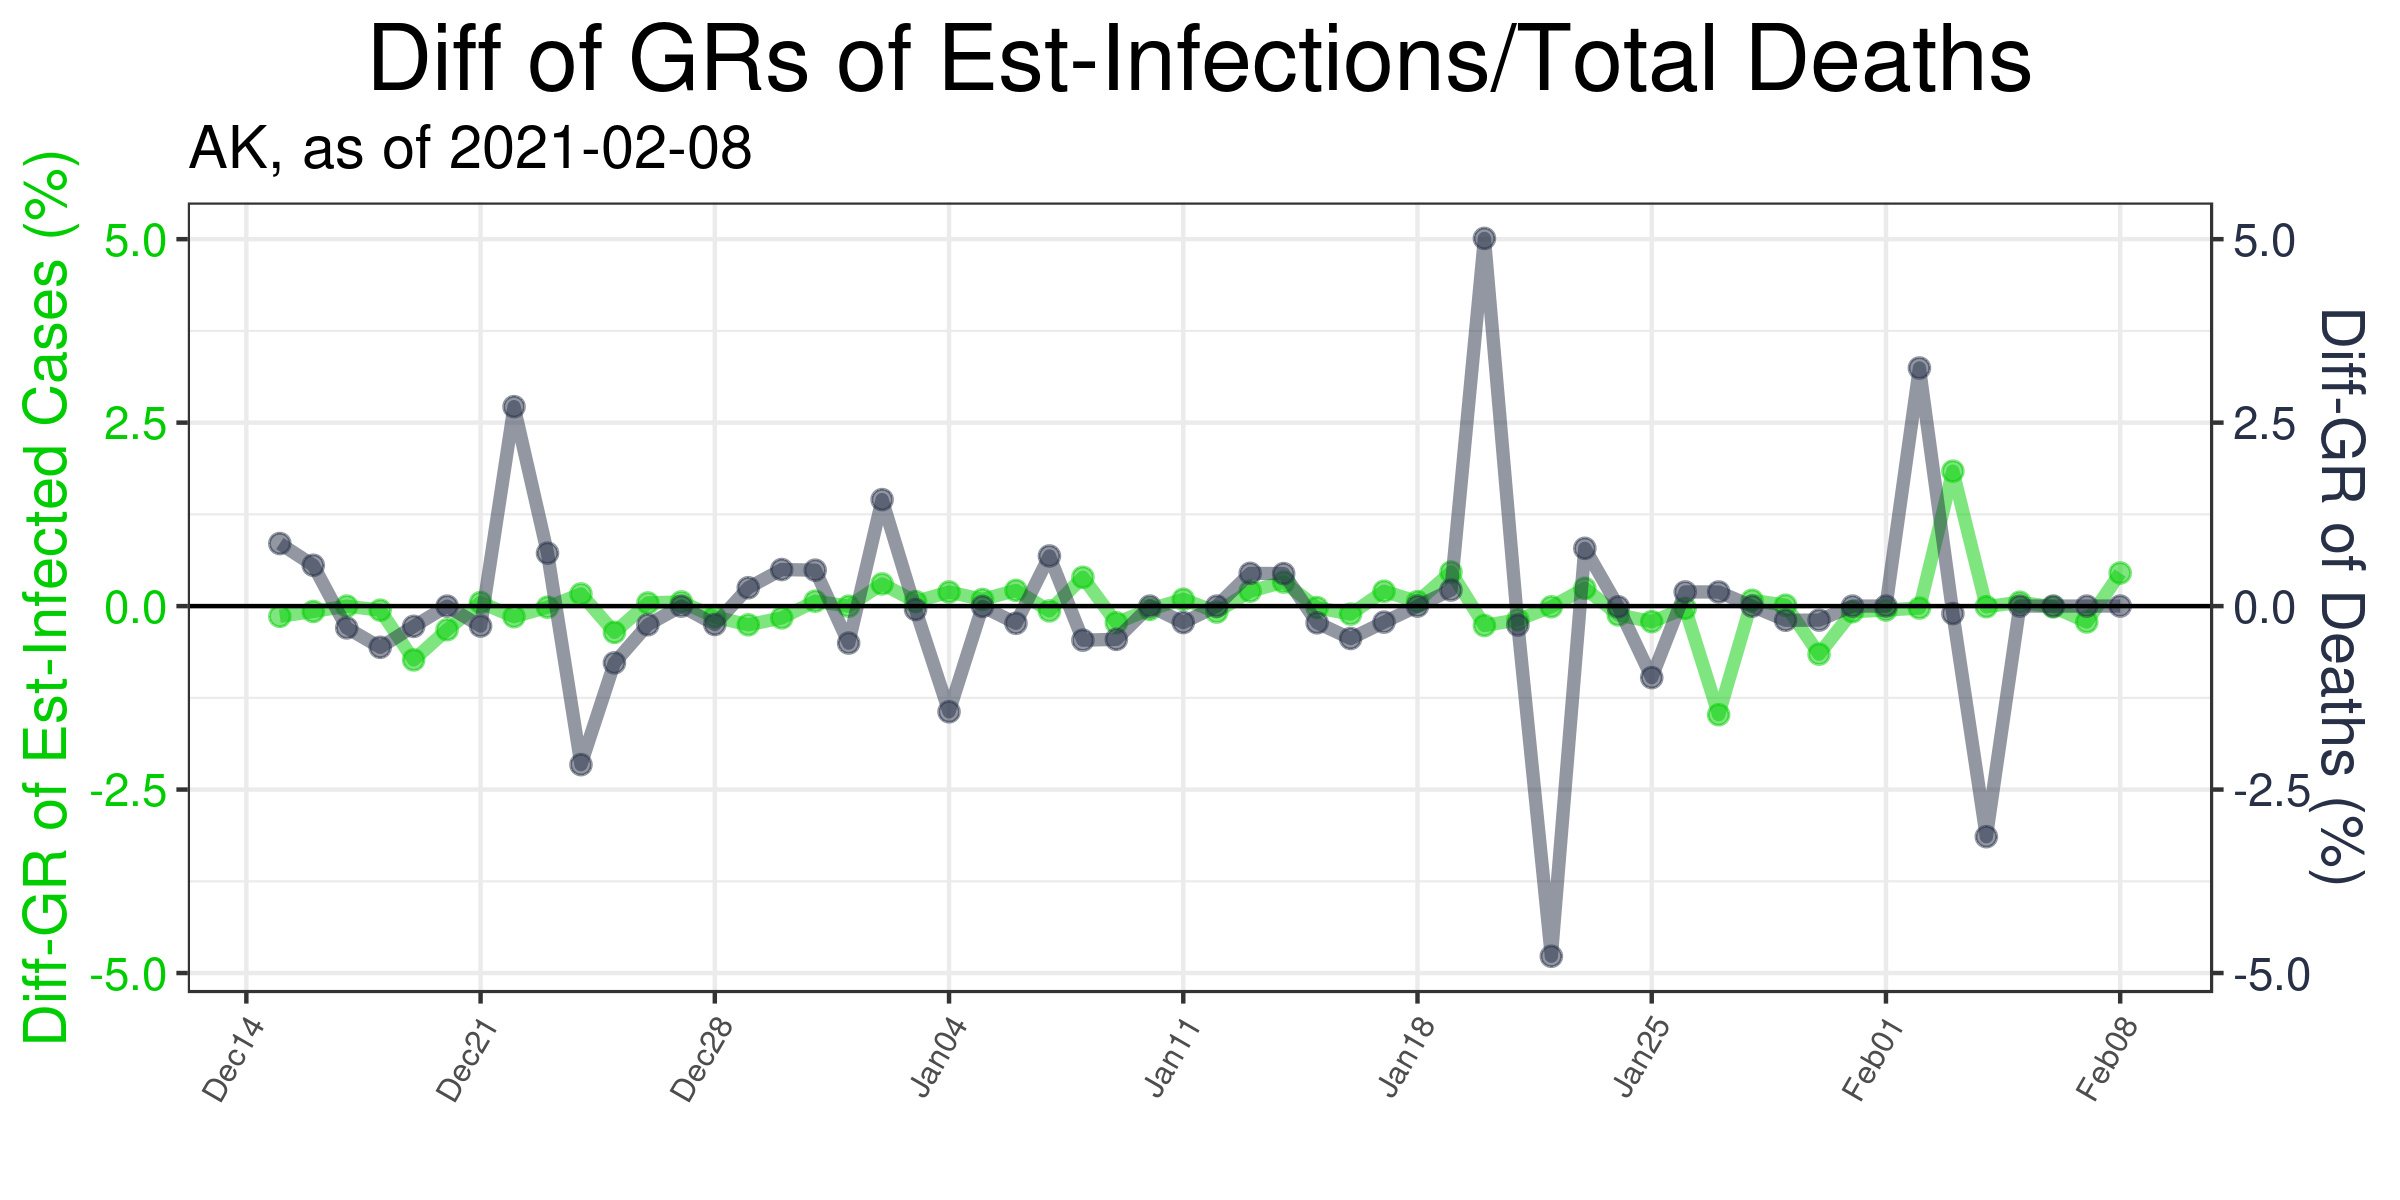 Diff of GRs of Est-Infections/Total Deaths
AK, as of 2021-02-08
Diff-GR of Est-Infected Cases (%)
5.0
2.5
0.0
-2.5
-5.0
5.0
2.5
0.0
-2.5
-5.0
Diff-GR of Deaths (%)
Dec14
Dec21
Dec28
Jan04
Jan11
Jan18
Jan25
Feb01
Feb08